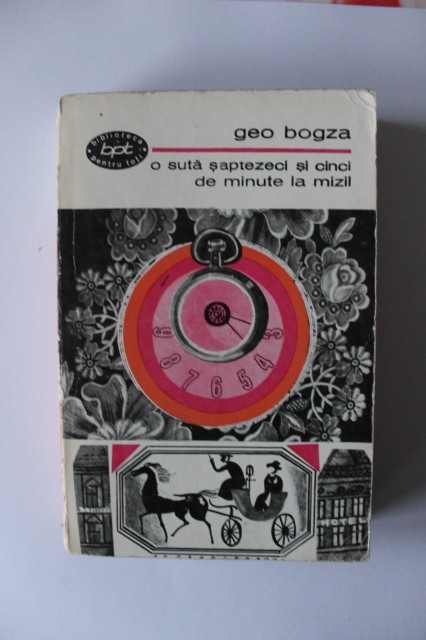 geo bogza
biblioteca
bpt
pentru toți
o sută șaptezeci și cinci
de minute la mizil
9
8
7
6
5
4
3